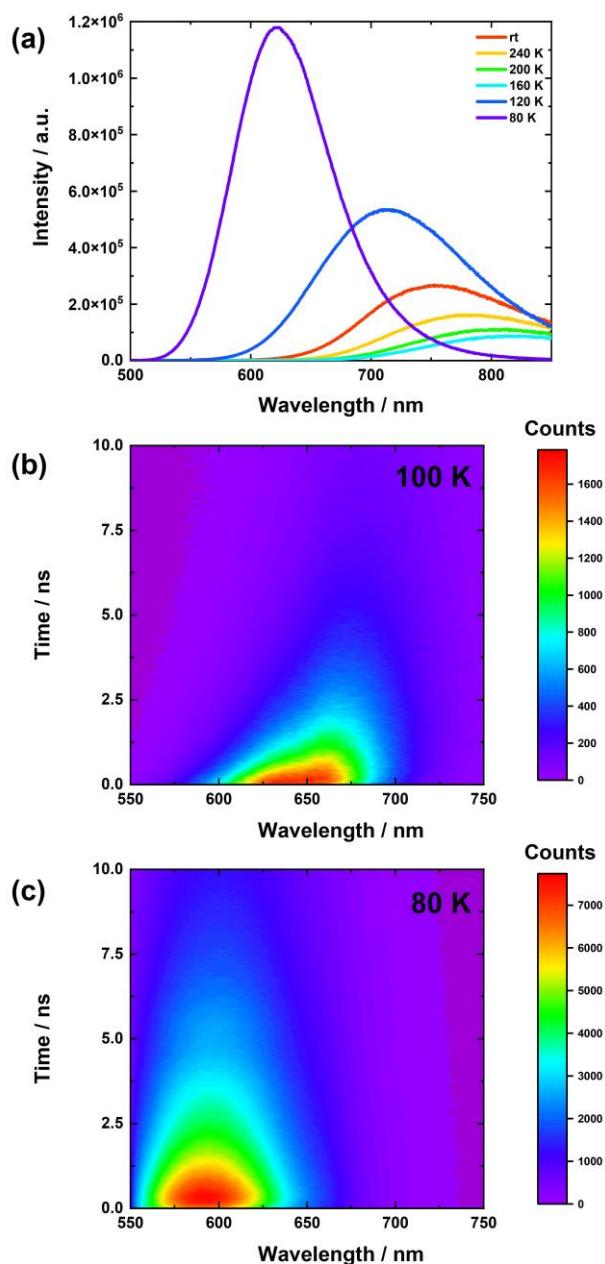 (a)
1.2×10⁶
1.0×10⁶
8.0×10⁵
6.0×10⁵
4.0×10⁵
2.0×10⁵
0.0
Intensity / a.u.
rt
240 K
200 K
160 K
120 K
80 K
500 600 700 800
Wavelength / nm
(b)
Counts
100 K
10.0
7.5
5.0
2.5
0.0
Time / ns
550 600 650 700 750
Wavelength / nm
1600
1400
1200
1000
800
600
400
200
0
(c)
Counts
80 K
10.0
7.5
5.0
2.5
0.0
Time / ns
550 600 650 700 750
Wavelength / nm
7000
6000
5000
4000
3000
2000
1000
0